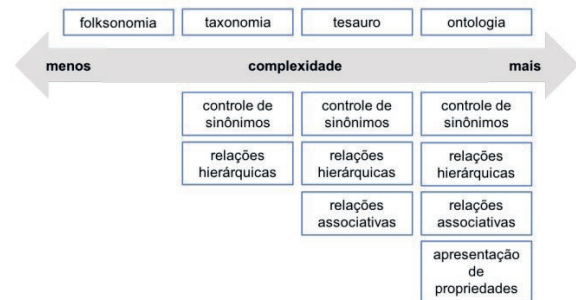 folksonomia taxonomia tesauro ontologia
menos complexidade mais
controle de
sinônimos
controle de
sinônimos
controle de
sinônimos
relações
hierárquicas
relações
hierárquicas
relações
hierárquicas
relações
associativas
relações
associativas
apresentação
de
propriedades